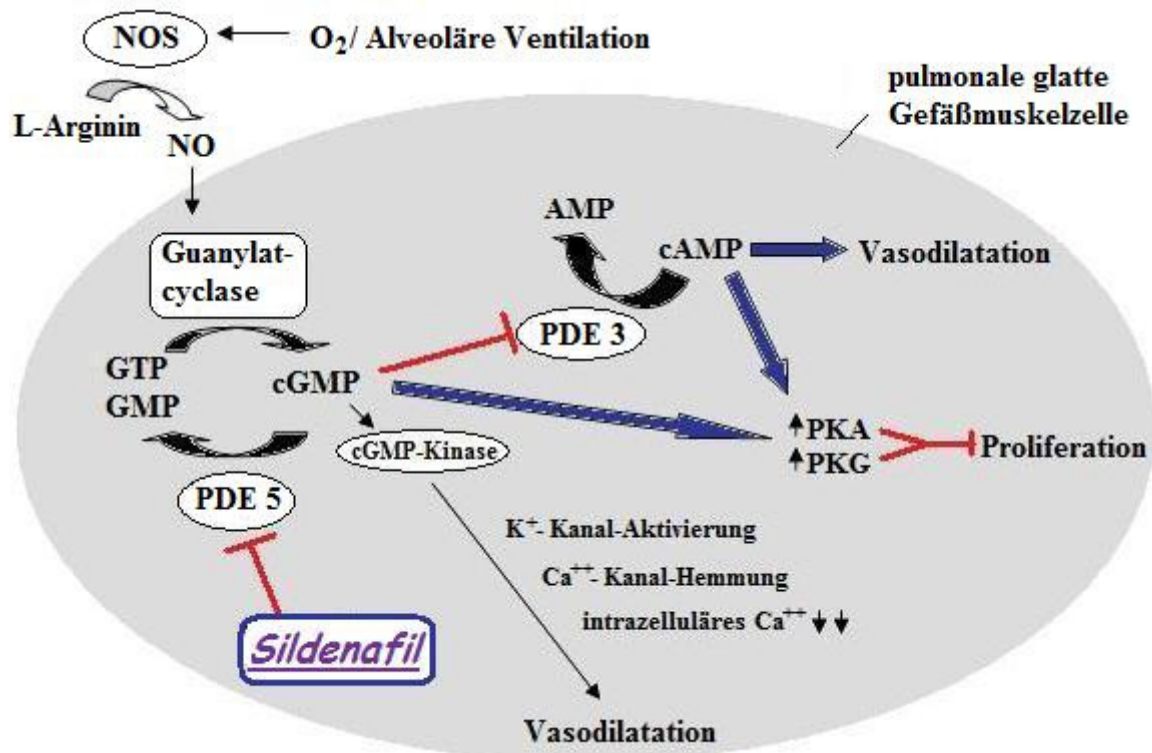 NOS
O₂/ Alveoläre Ventilation
pulmonale glatte
Gefäßmuskelzelle
L-Arginin
NO
AMP
cAMP
Vasodilatation
Guanylat-
cyclase
PDE 3
GTP
GMP
cGMP
cGMP-Kinase
↑PKA
↑PKG
Proliferation
PDE 5
K⁺- Kanal-Aktivierung
Ca⁺⁺- Kanal-Hemmung
intrazelluläres Ca⁺⁺ ↓↓
Sildenafil
Vasodilatation